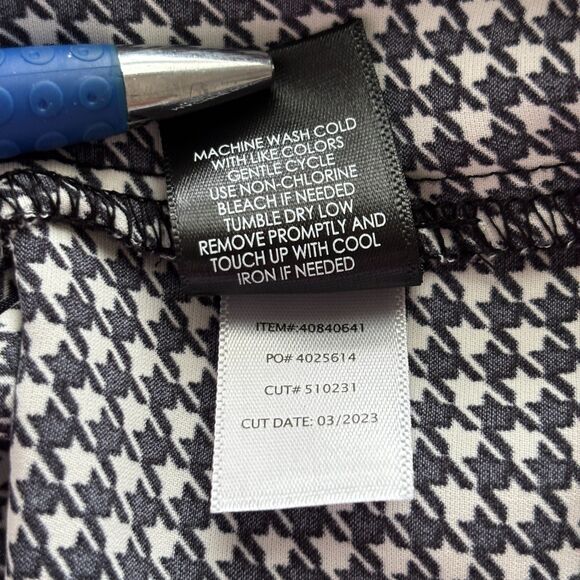 MACHINE WASH COLD
WITH LIKE COLORS
GENTLE CYCLE
USE NON-CHLORINE
BLEACH IF NEEDED
TUMBLE DRY LOW
REMOVE PROMPTLY AND
TOUCH UP WITH COOL
IRON IF NEEDED
ITEM#:40840641
PO# 4025614
CUT# 510231
CUT DATE: 03/2023